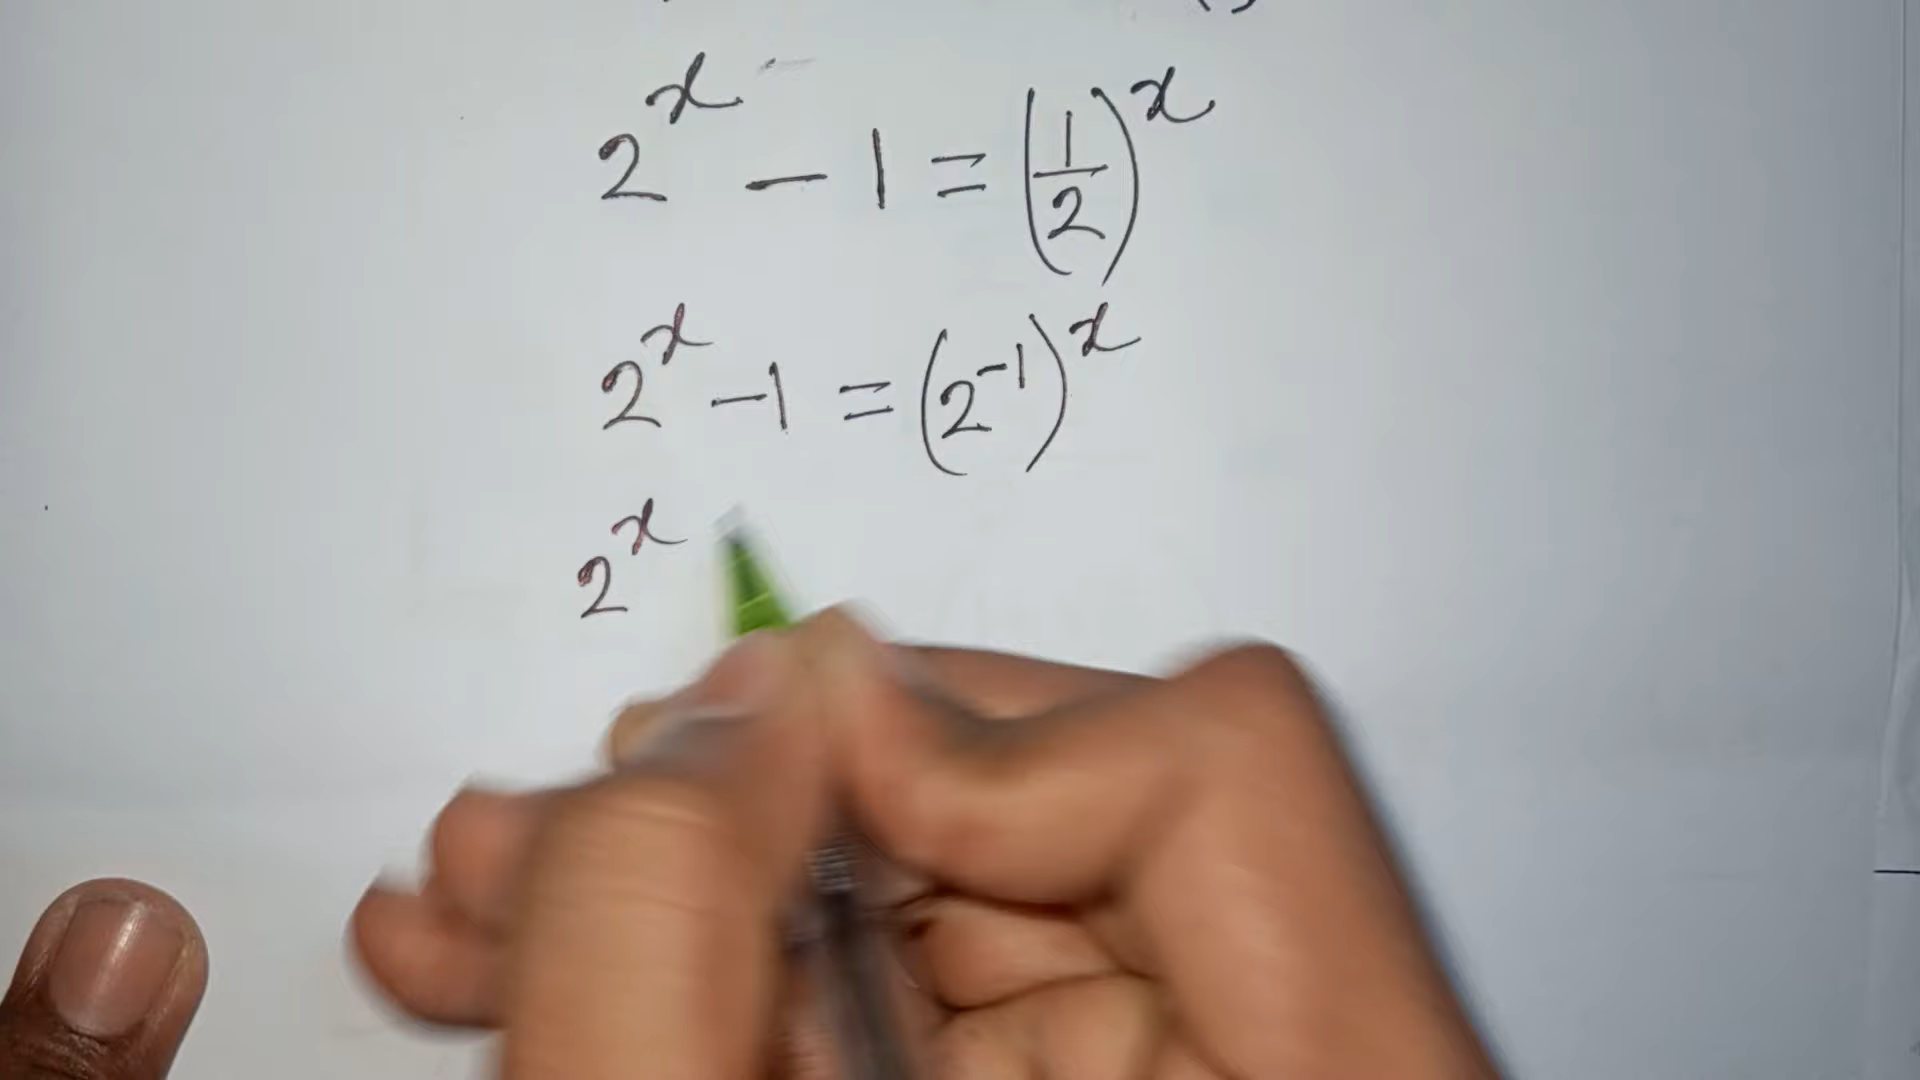 2^x - 1 = (1/2)^x
2^x - 1 = (2^-1)^x
2^x